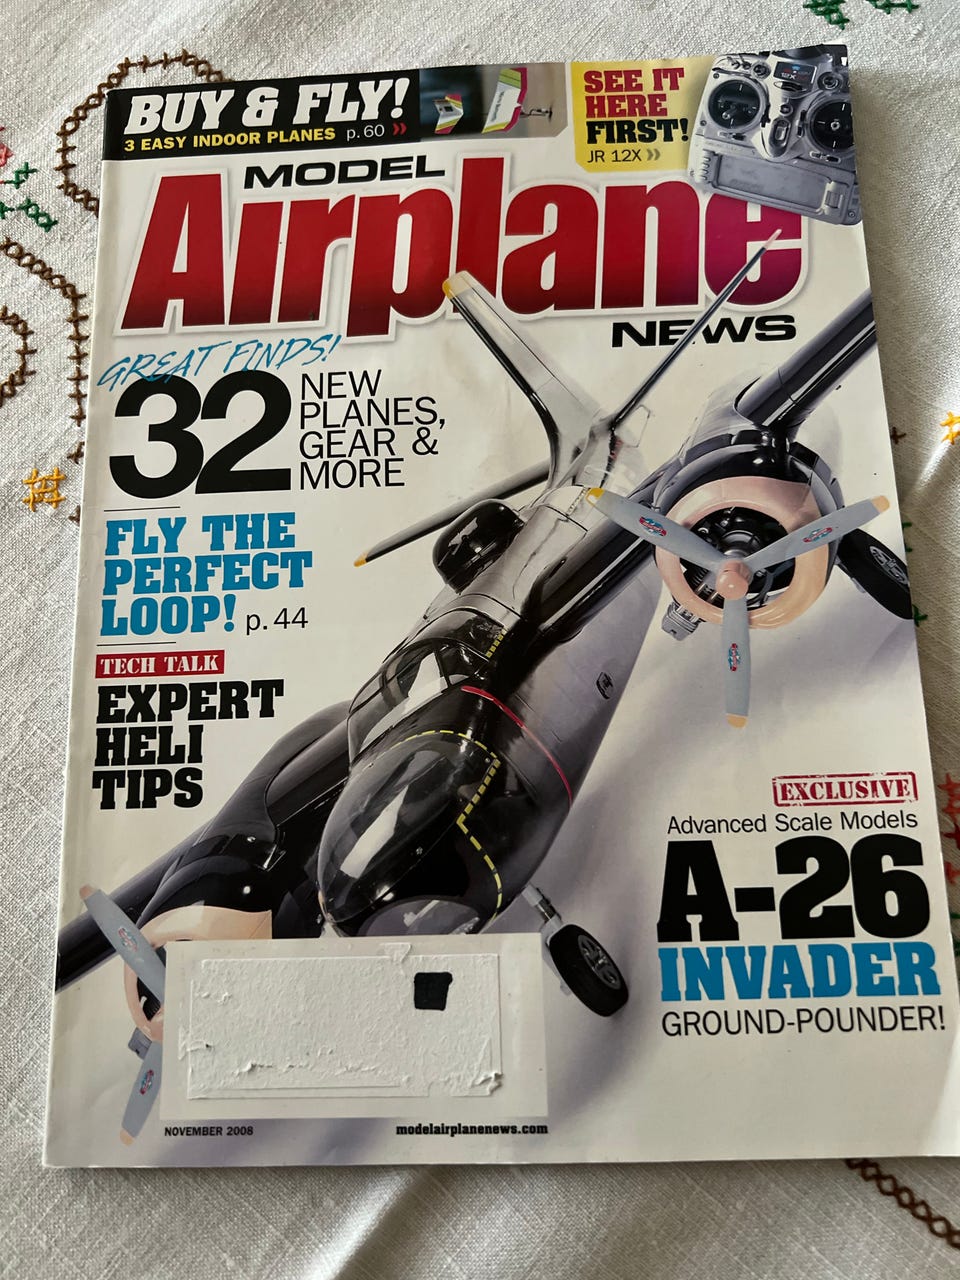 BUY & FLY!
3 EASY INDOOR PLANES p. 60 »
SEE IT
HERE
FIRST!
JR 12X »
12X
MODEL
Airplane
NEWS
GREAT FINDS!
32
NEW
PLANES,
GEAR &
MORE
FLY THE
PERFECT
LOOP! p. 44
TECH TALK
EXPERT
HELI
TIPS
EXCLUSIVE
Advanced Scale Models
A-26
INVADER
GROUND-POUNDER!
NOVEMBER 2008
modelairplanenews.com